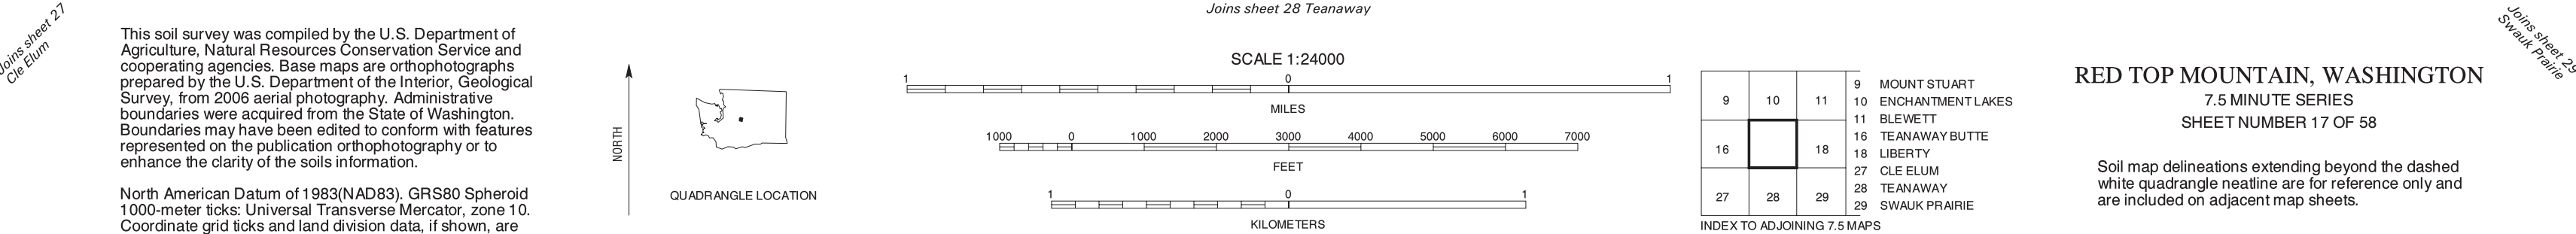 Joins sheet 27
Cle Elum
This soil survey was compiled by the U.S. Department of
Agriculture, Natural Resources Conservation Service and
cooperating agencies. Base maps are orthophotographs
prepared by the U.S. Department of the Interior, Geological
Survey, from 2006 aerial photography. Administrative
boundaries were acquired from the State of Washington.
Boundaries may have been edited to conform with features
represented on the publication orthophotography or to
enhance the clarity of the soils information.
North American Datum of 1983(NAD83). GRS80 Spheroid
1000-meter ticks: Universal Transverse Mercator, zone 10.
Coordinate grid ticks and land division data, if shown, are
NORTH
QUADRANGLE LOCATION
Joins sheet 28 Teanaway
SCALE 1:24000
1 0 1
MILES
1000 0 1000 2000 3000 4000 5000 6000 7000
FEET
1 0 1
KILOMETERS
9 10 11
16 18
27 28 29
9 MOUNT STUART
10 ENCHANTMENT LAKES
11 BLEWETT
16 TEANAWAY BUTTE
18 LIBERTY
27 CLE ELUM
28 TEANAWAY
29 SWAUK PRAIRIE
INDEX TO ADJOINING 7.5 MAPS
RED TOP MOUNTAIN, WASHINGTON
7.5 MINUTE SERIES
SHEET NUMBER 17 OF 58
Soil map delineations extending beyond the dashed
white quadrangle neatline are for reference only and
are included on adjacent map sheets.
Joins sheet 29
Swauk Prairie